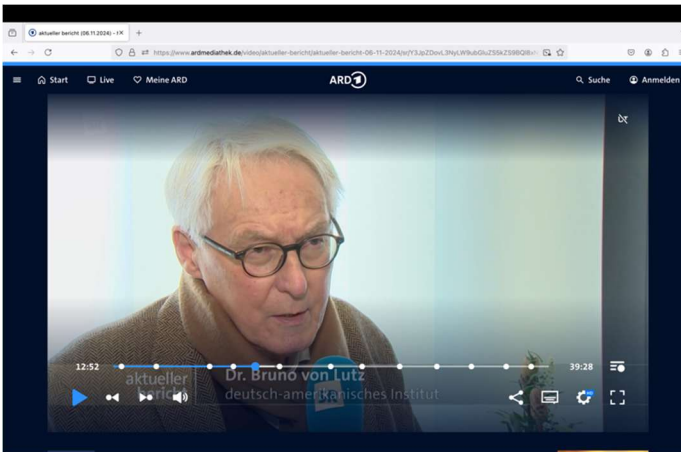 aktueller bericht (06.11.2024) -
https://www.ardmediathek.de/video/aktueller-bericht/aktueller-bericht-06-11-2024/sr/
Start Live Meine ARD ARD 1 Suche Anmelden
12:52 39:28
aktueller bericht
Dr. Bruno von Lutz
deutsch-amerikanisches Institut